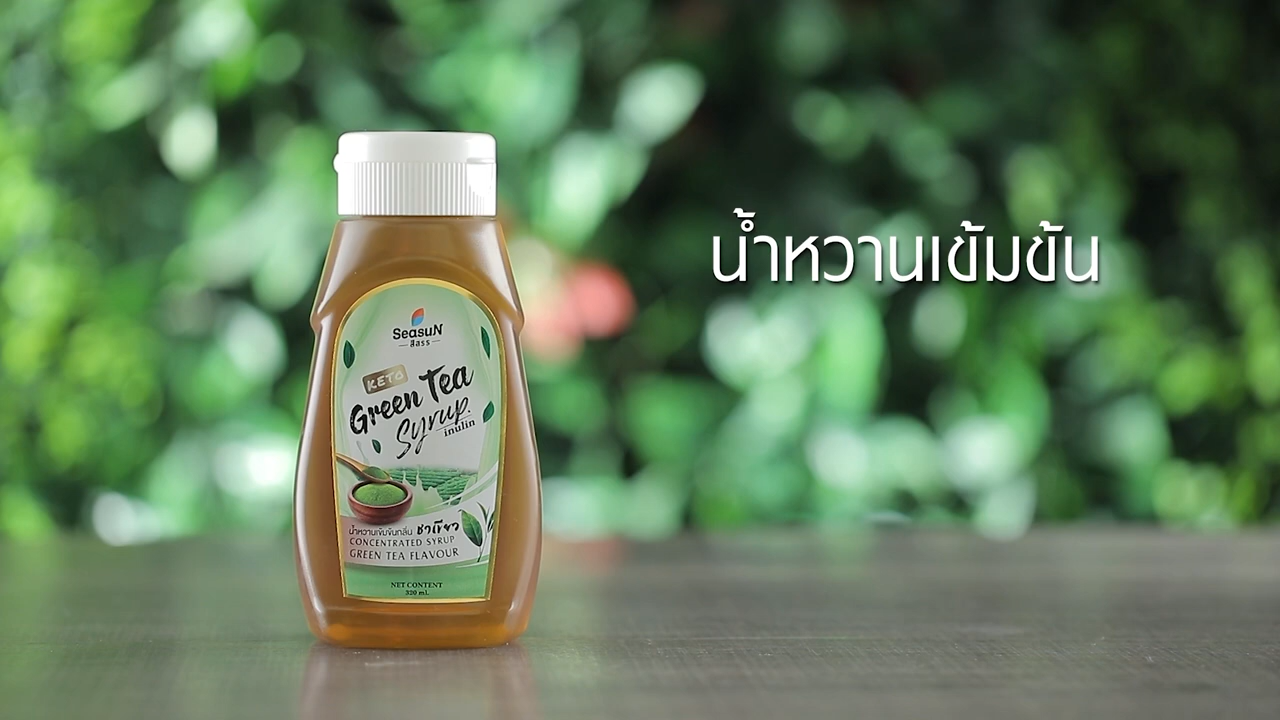 น้ำหวานเข้มข้น
SeasuN
สีสรร
KETO
Green Tea
Syrup
inulin
น้ำหวานเข้มข้นกลิ่น ชาเขียว
CONCENTRATED SYRUP
GREEN TEA FLAVOUR
NET CONTENT
320 mL